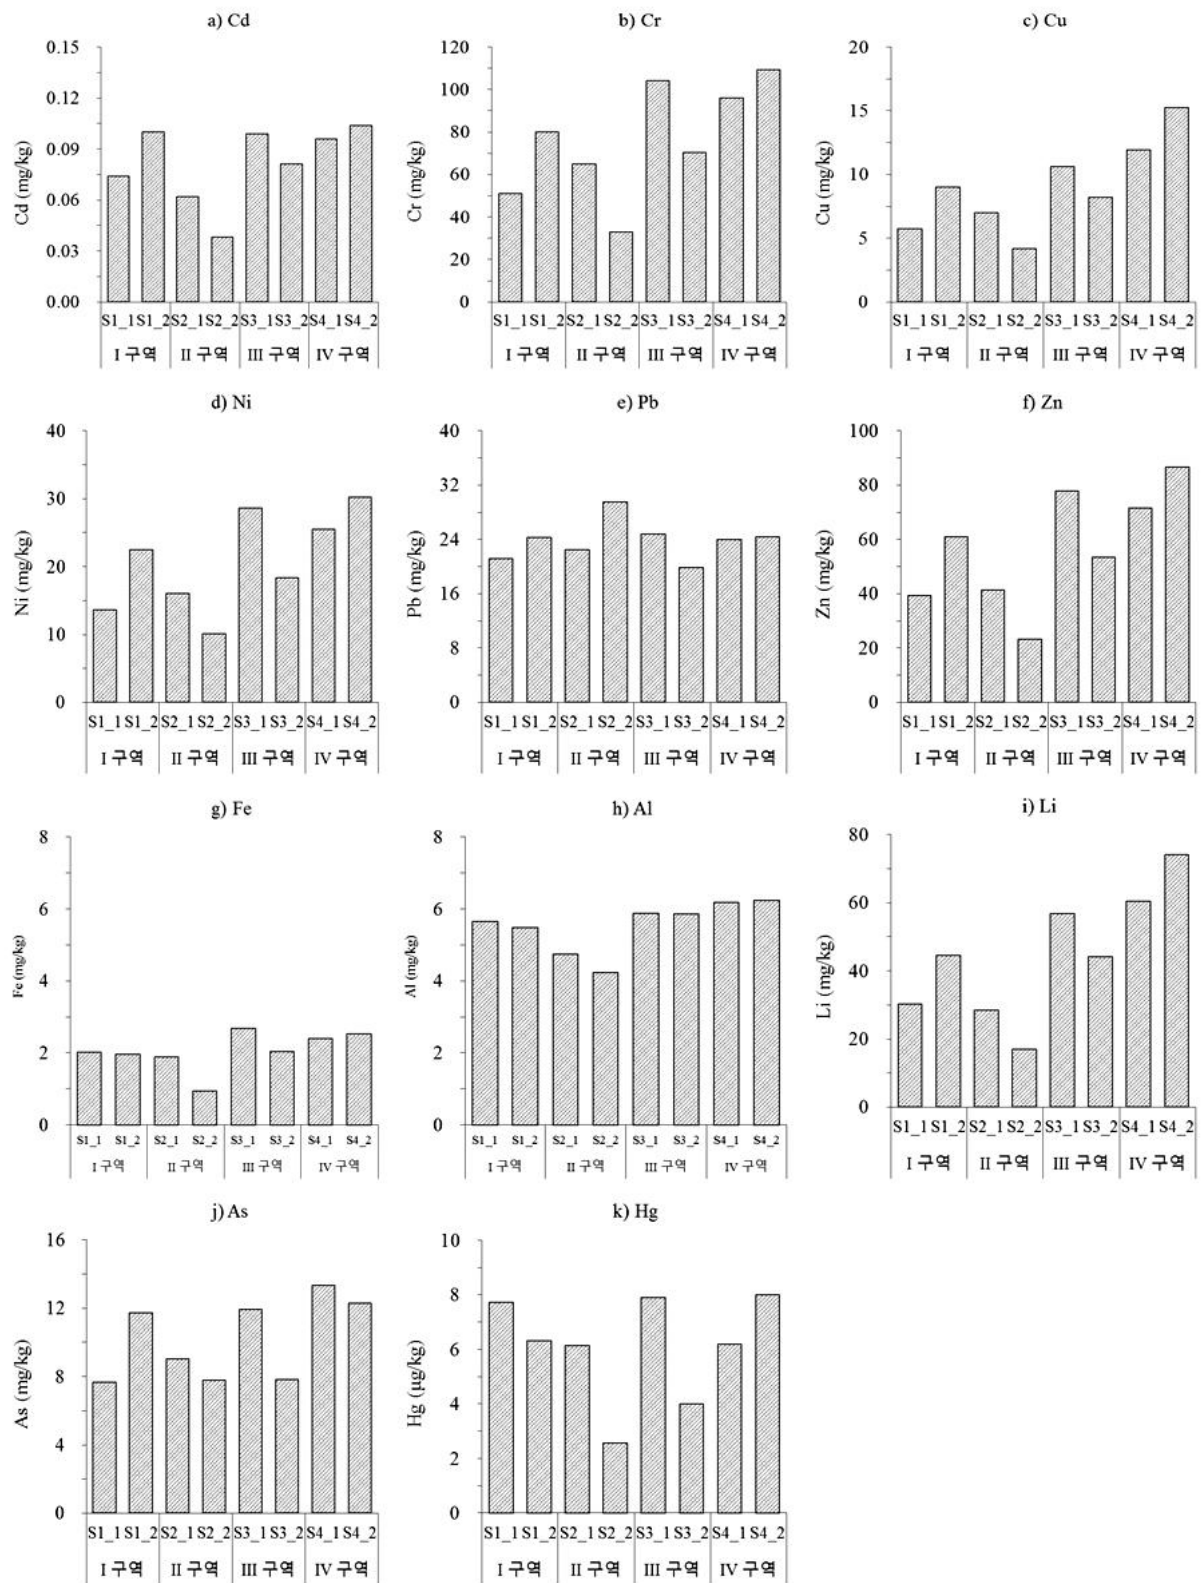 a) Cd
b) Cr
c) Cu
Cd (mg/kg)
0.15
0.12
0.09
0.06
0.03
0.00
S1_1 S1_2 S2_1 S2_2 S3_1 S3_2 S4_1 S4_2
I 구역 II 구역 III 구역 IV 구역
Cr (mg/kg)
120
100
80
60
40
20
0
S1_1 S1_2 S2_1 S2_2 S3_1 S3_2 S4_1 S4_2
I 구역 II 구역 III 구역 IV 구역
Cu (mg/kg)
20
15
10
5
0
S1_1 S1_2 S2_1 S2_2 S3_1 S3_2 S4_1 S4_2
I 구역 II 구역 III 구역 IV 구역
d) Ni
e) Pb
f) Zn
Ni (mg/kg)
40
30
20
10
0
S1_1 S1_2 S2_1 S2_2 S3_1 S3_2 S4_1 S4_2
I 구역 II 구역 III 구역 IV 구역
Pb (mg/kg)
40
32
24
16
8
0
S1_1 S1_2 S2_1 S2_2 S3_1 S3_2 S4_1 S4_2
I 구역 II 구역 III 구역 IV 구역
Zn (mg/kg)
100
80
60
40
20
0
S1_1 S1_2 S2_1 S2_2 S3_1 S3_2 S4_1 S4_2
I 구역 II 구역 III 구역 IV 구역
g) Fe
h) Al
i) Li
Fe (mg/kg)
8
6
4
2
0
S1_1 S1_2 S2_1 S2_2 S3_1 S3_2 S4_1 S4_2
I 구역 II 구역 III 구역 IV 구역
Al (mg/kg)
8
6
4
2
0
S1_1 S1_2 S2_1 S2_2 S3_1 S3_2 S4_1 S4_2
I 구역 II 구역 III 구역 IV 구역
Li (mg/kg)
80
60
40
20
0
S1_1 S1_2 S2_1 S2_2 S3_1 S3_2 S4_1 S4_2
I 구역 II 구역 III 구역 IV 구역
j) As
k) Hg
As (mg/kg)
16
12
8
4
0
S1_1 S1_2 S2_1 S2_2 S3_1 S3_2 S4_1 S4_2
I 구역 II 구역 III 구역 IV 구역
Hg (μg/kg)
10
8
6
4
2
0
S1_1 S1_2 S2_1 S2_2 S3_1 S3_2 S4_1 S4_2
I 구역 II 구역 III 구역 IV 구역